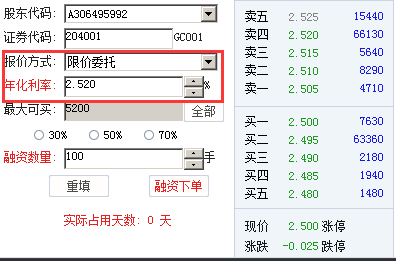 股东代码: A306495992
证券代码: 204001 GC001
报价方式: 限价委托
年化利率: 2.520 %
最大可买: 5200 全部
30% 50% 70%
融资数量: 100 手
重填 融资下单
实际占用天数: 0 天
卖五 2.525 15440
卖四 2.520 66130
卖三 2.515 5640
卖二 2.510 8290
卖一 2.505 4710
买一 2.500 7630
买二 2.495 63360
买三 2.490 2180
买四 2.485 1940
买五 2.480 1480
现价 2.500 涨停
涨跌 -0.025 跌停